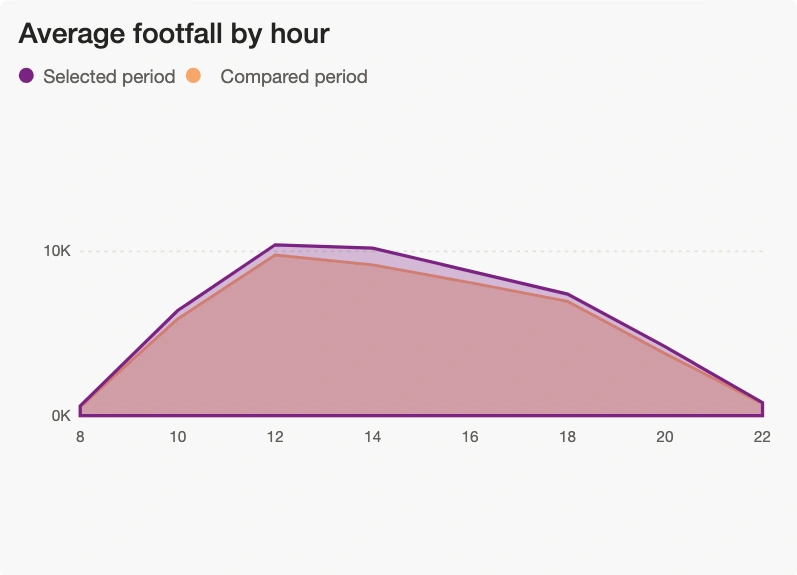 Average footfall by hour
Selected period Compared period
10K
0K
8 10 12 14 16 18 20 22